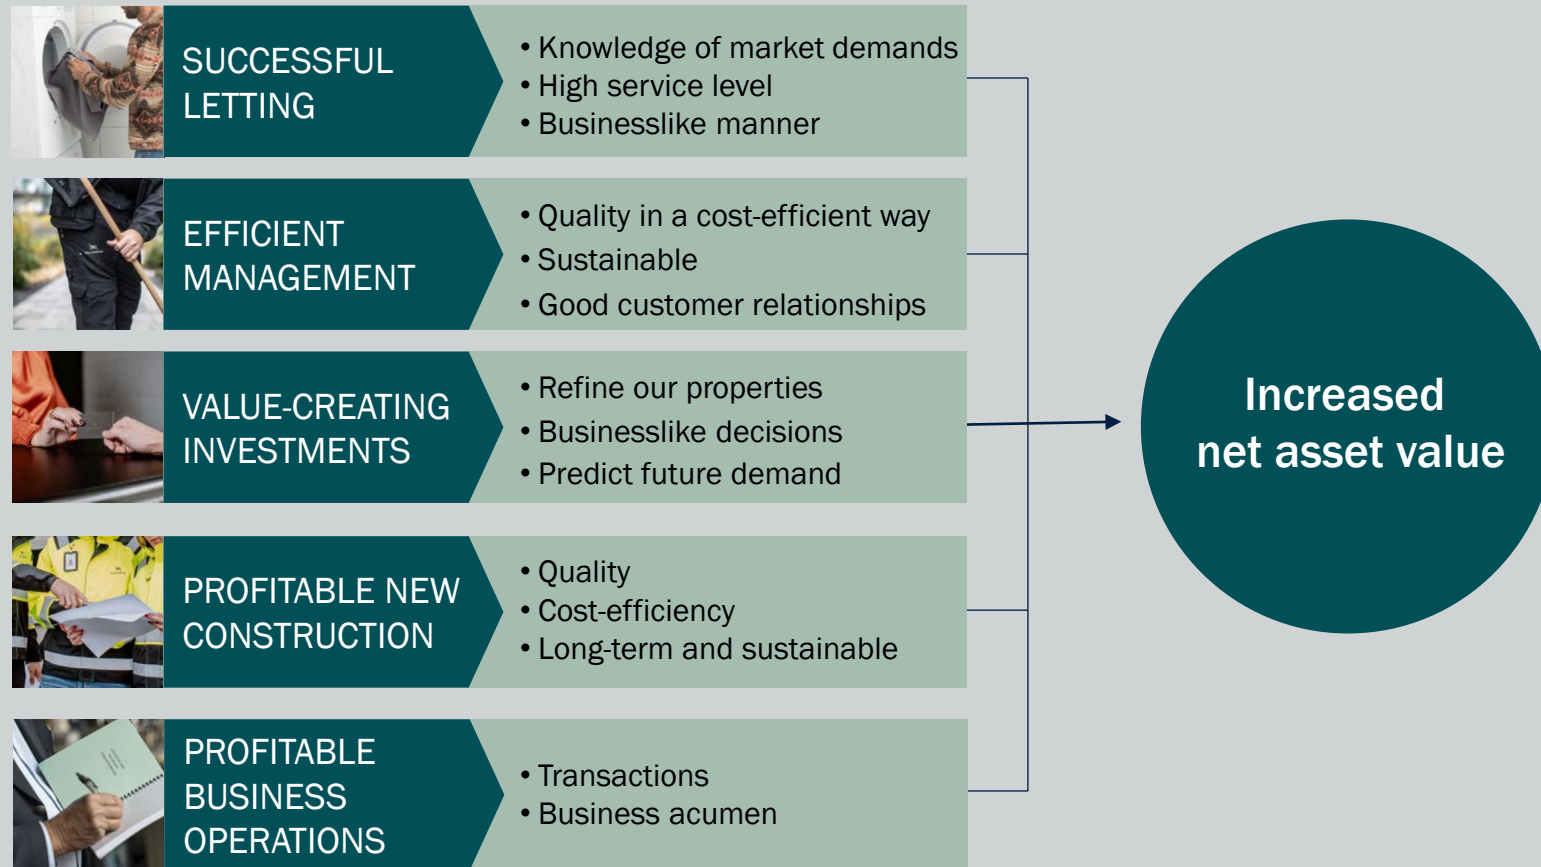 SUCCESSFUL
LETTING
• Knowledge of market demands
• High service level
• Businesslike manner
EFFICIENT
MANAGEMENT
• Quality in a cost-efficient way
• Sustainable
• Good customer relationships
VALUE-CREATING
INVESTMENTS
• Refine our properties
• Businesslike decisions
• Predict future demand
PROFITABLE NEW
CONSTRUCTION
• Quality
• Cost-efficiency
• Long-term and sustainable
PROFITABLE
BUSINESS
OPERATIONS
• Transactions
• Business acumen
Increased
net asset value